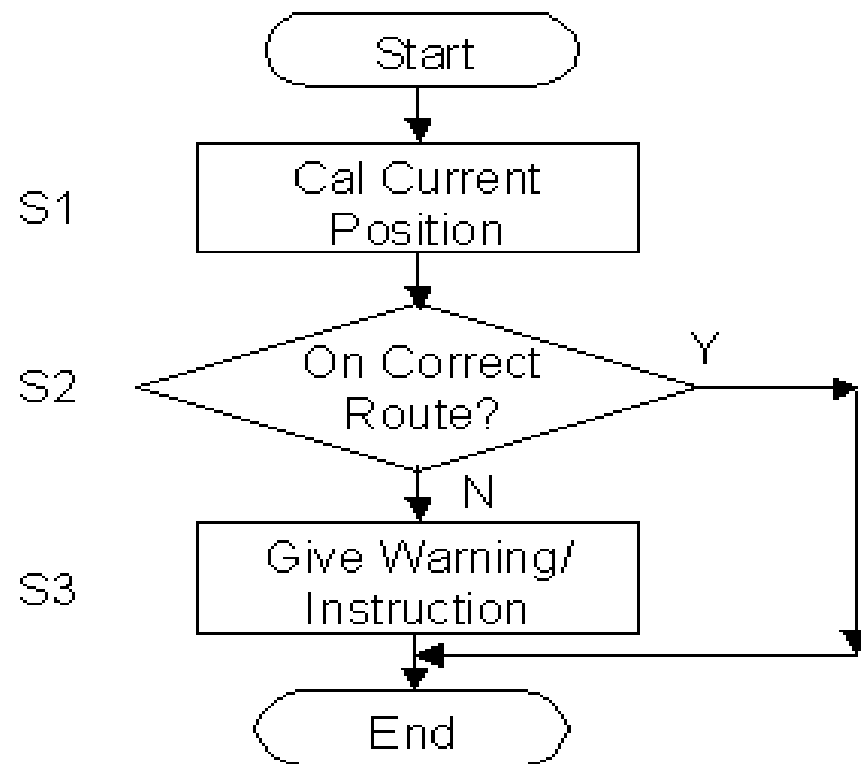 Start
S1
Cal Current
Position
S2
On Correct
Route?
Y
N
S3
Give Warning/
Instruction
End